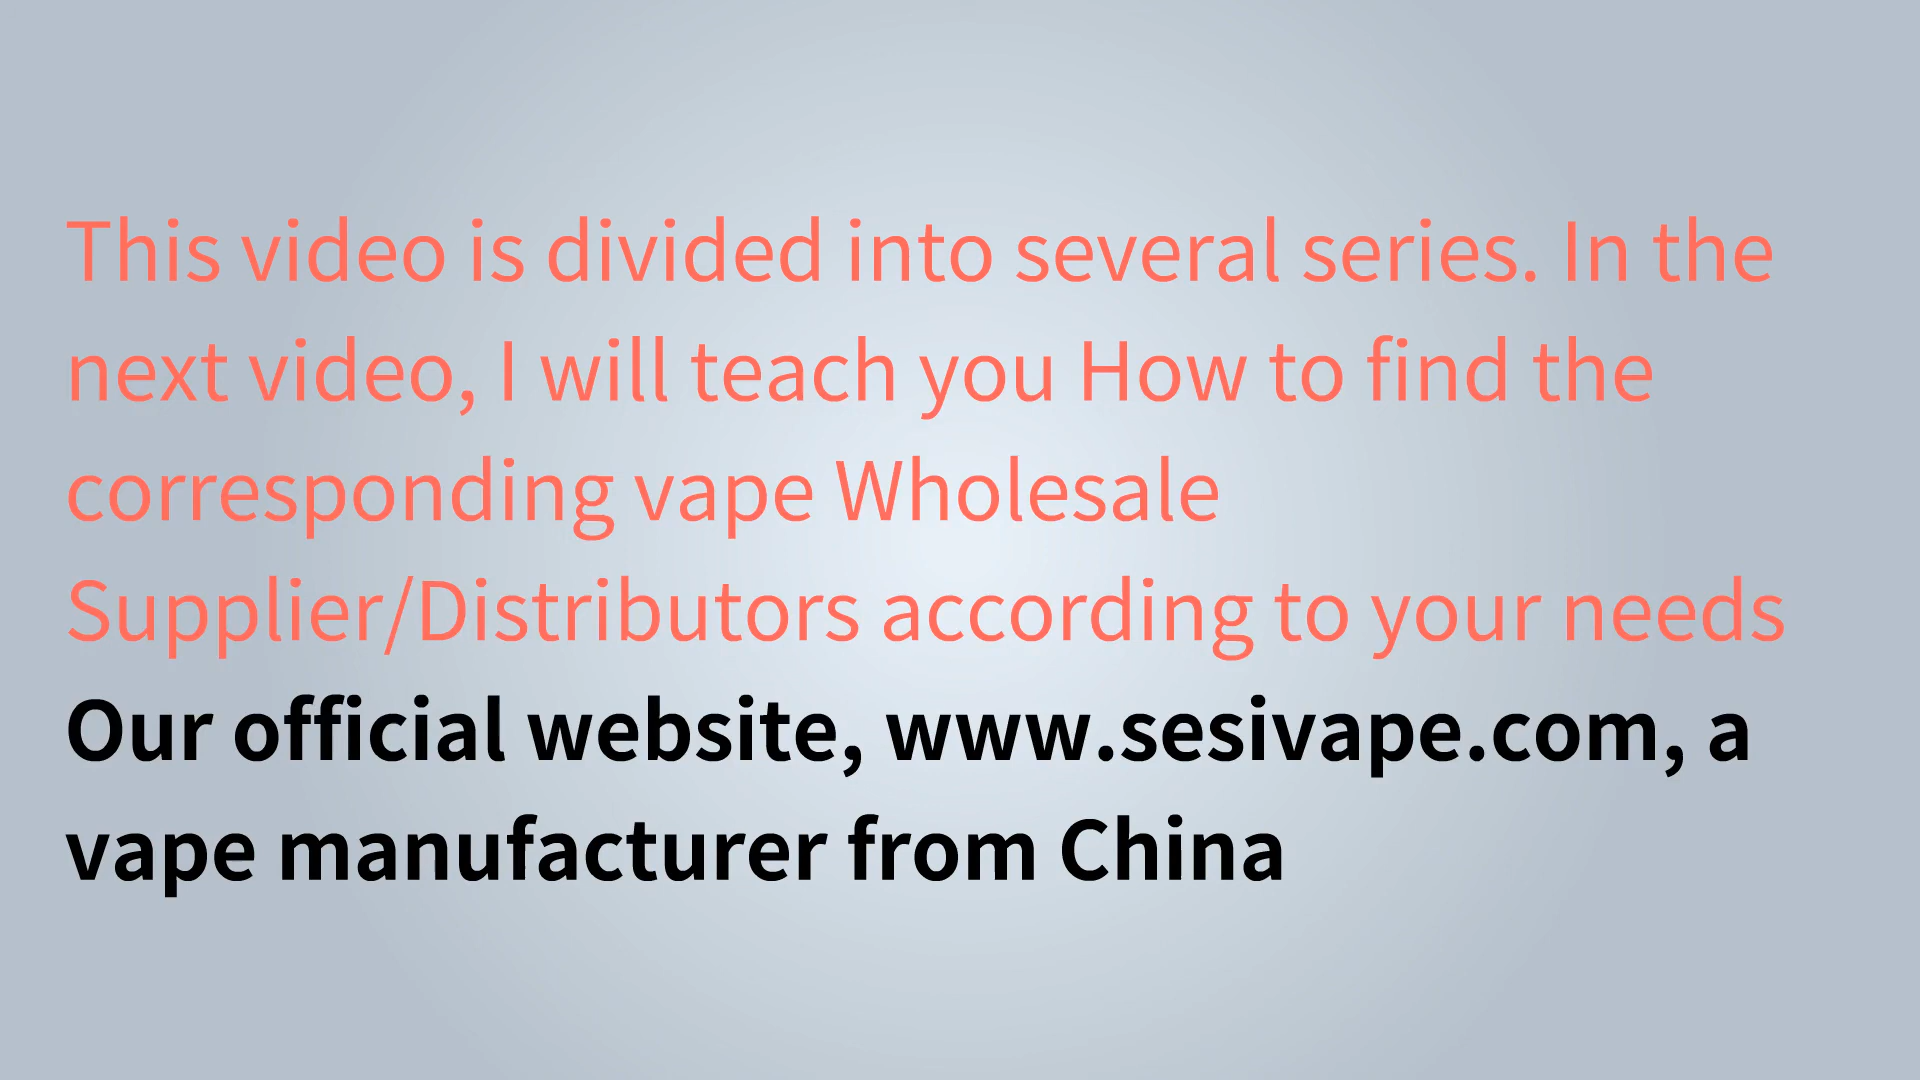 This video is divided into several series. In the
next video, I will teach you How to find the
corresponding vape Wholesale
Supplier/Distributors according to your needs
Our official website, www.sesivape.com, a
vape manufacturer from China